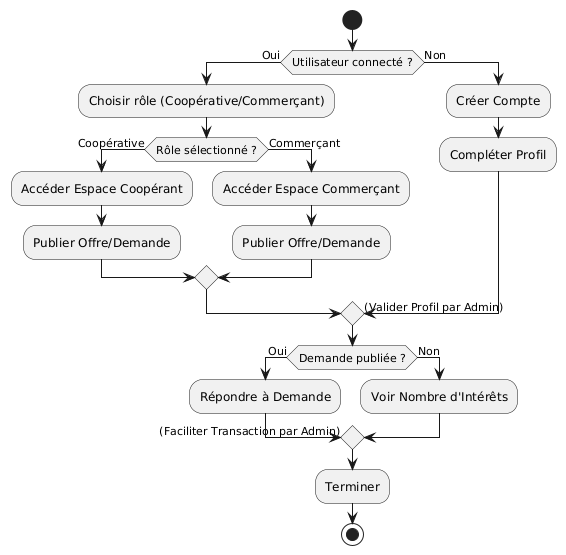 Oui
Utilisateur connecté ?
Non
Choisir rôle (Coopérative/Commerçant)
Créer Compte
Coopérative
Rôle sélectionné ?
Commerçant
Compléter Profil
Accéder Espace Coopérant
Accéder Espace Commerçant
Publier Offre/Demande
Publier Offre/Demande
(Valider Profil par Admin)
Oui
Demande publiée ?
Non
Répondre à Demande
Voir Nombre d'Intérêts
(Faciliter Transaction par Admin)
Terminer